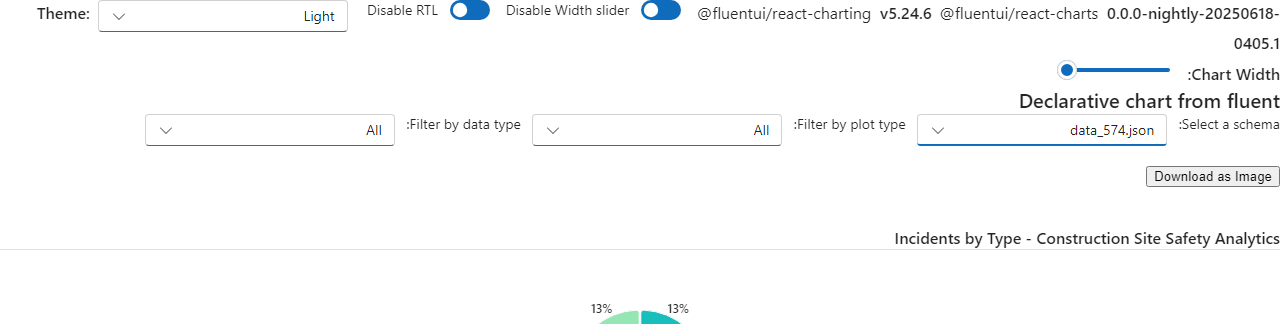 Theme: Light Disable RTL Disable Width slider @fluentui/react-charting v5.24.6 @fluentui/react-charts 0.0.0-nightly-20250618-
0405.1
:Chart Width
Declarative chart from fluent
:Select a schema data_574.json :Filter by plot type All :Filter by data type All
Download as Image
Incidents by Type - Construction Site Safety Analytics
13% 13%